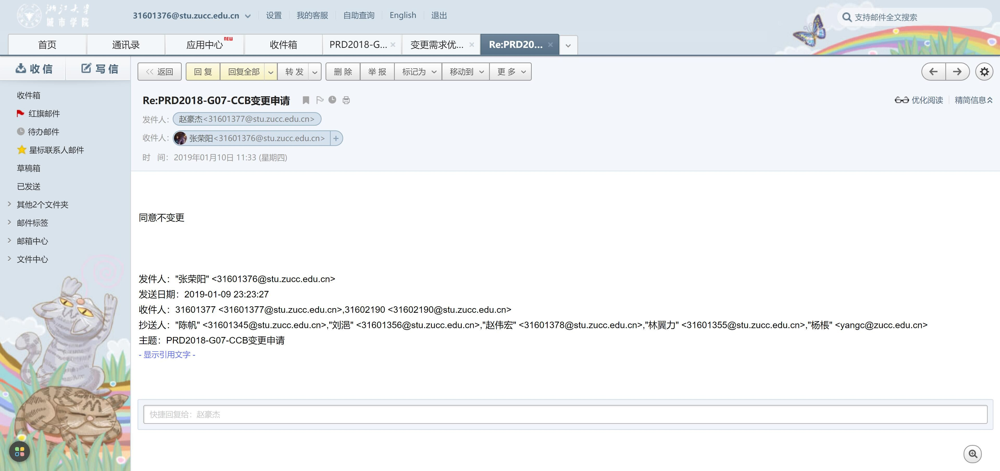 浙江大学
城市学院
31601376@stu.zucc.edu.cn 设置 我的客服 自助查询 English 退出
支持邮件全文搜索
首页 通讯录 应用中心 NEW 收件箱 PRD2018-G... 变更需求优... Re:PRD20...
收信 写信
<< 返回 回复 回复全部 转发 删除 举报 标记为 移动到 更多
收件箱
红旗邮件
待办邮件
星标联系人邮件
草稿箱
已发送
其他2个文件夹
邮件标签
邮箱中心
文件中心
Re:PRD2018-G07-CCB变更申请
优化阅读 精简信息
发件人：赵豪杰<31601377@stu.zucc.edu.cn>
收件人：张荣阳<31601376@stu.zucc.edu.cn> +
时 间：2019年01月10日 11:33 (星期四)
同意不变更
发件人："张荣阳" <31601376@stu.zucc.edu.cn>
发送日期：2019-01-09 23:23:27
收件人：31601377 <31601377@stu.zucc.edu.cn>,31602190 <31602190@stu.zucc.edu.cn>
抄送人："陈帆" <31601345@stu.zucc.edu.cn>,"刘浥" <31601356@stu.zucc.edu.cn>,"赵伟宏" <31601378@stu.zucc.edu.cn>,"林翼力" <31601355@stu.zucc.edu.cn>,"杨枨" <yangc@zucc.edu.cn>
主题：PRD2018-G07-CCB变更申请
- 显示引用文字 -
快捷回复给：赵豪杰